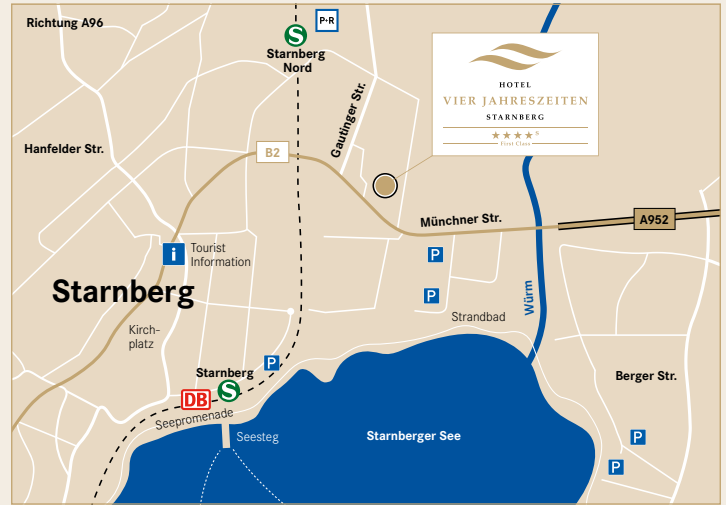 Richtung A96
P+R
S
Starnberg
Nord
Gautinger Str.
HOTEL
VIER JAHRESZEITEN
STARNBERG
★★★★S
First Class
Hanfelder Str.
B2
Münchner Str.
A952
i
Tourist
Information
P
P
Starnberg
Würm
Strandbad
Kirch-
platz
P
Starnberg
S
DB
Seepromenade
Seesteg
Starnberger See
Berger Str.
P
P